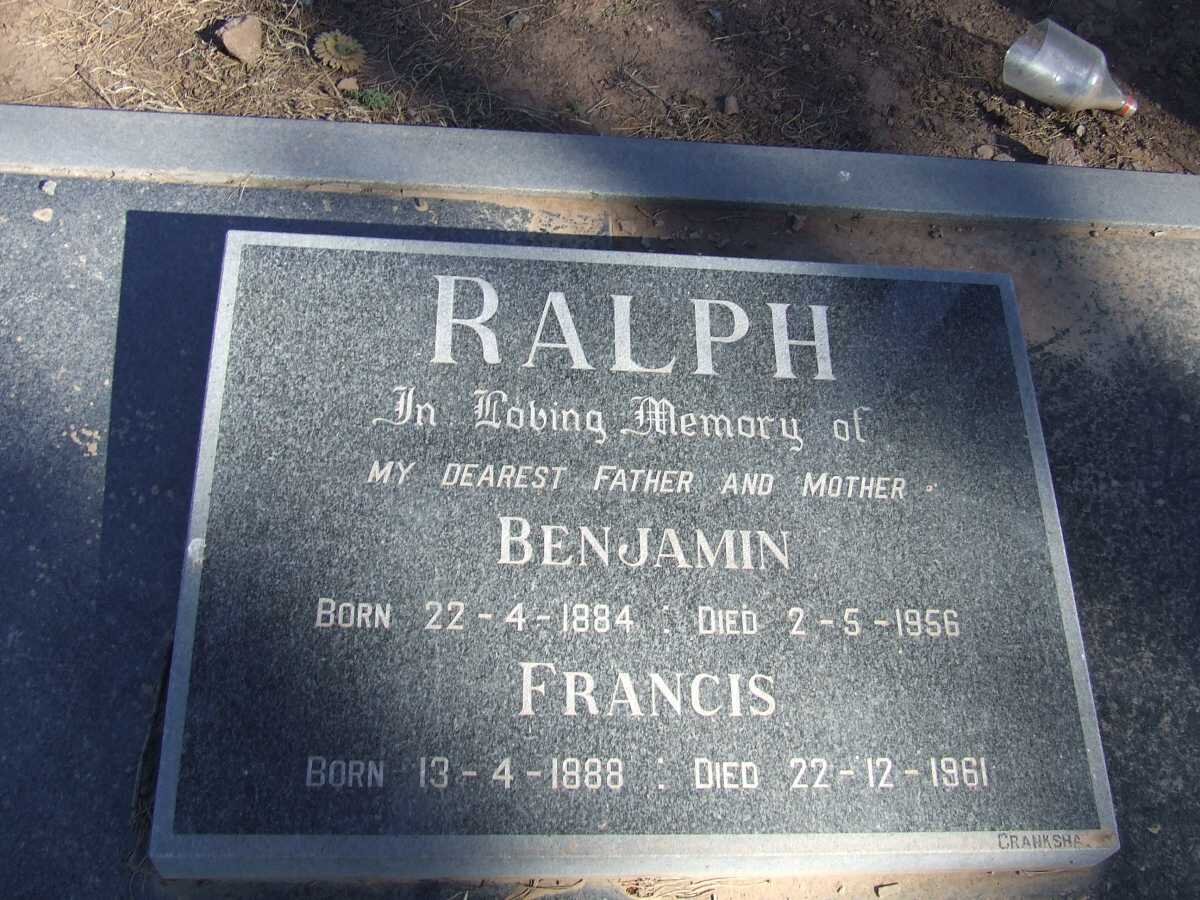 RALPH
In Loving Memory of
MY DEAREST FATHER AND MOTHER
BENJAMIN
BORN 22-4-1884 : DIED 2-5-1956
FRANCIS
BORN 13-4-1888 : DIED 22-12-1961